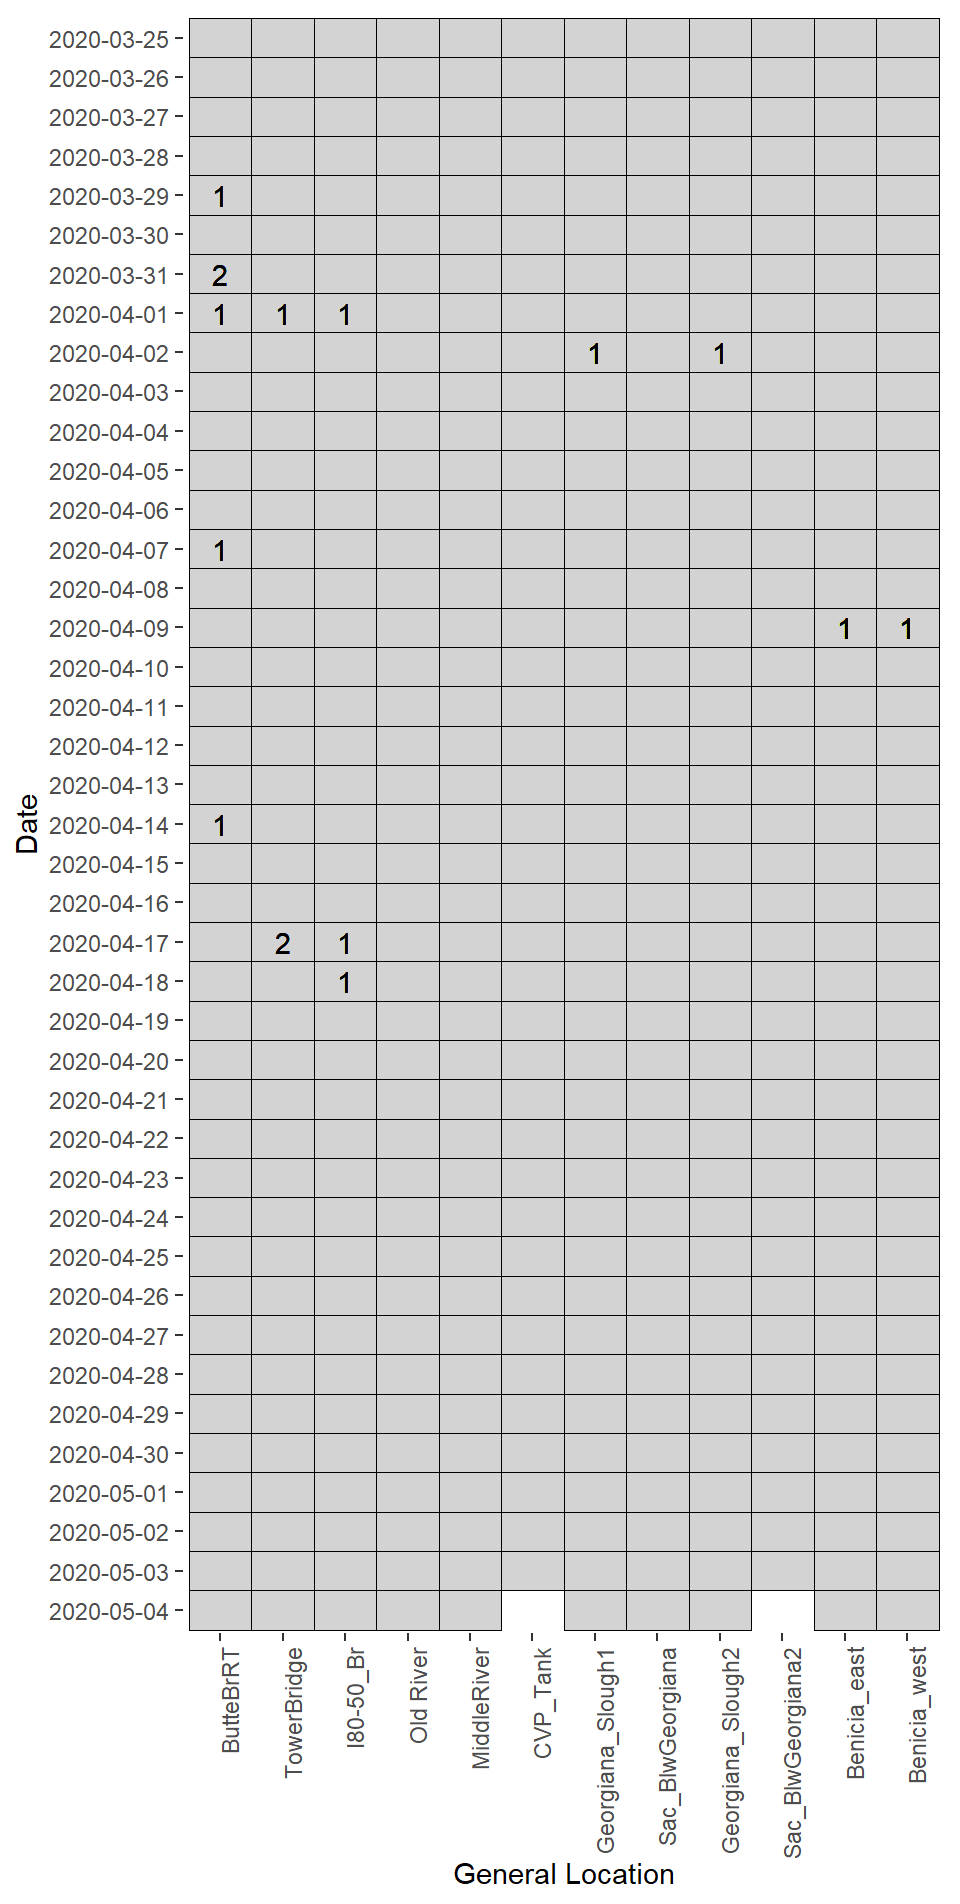 2020-03-25
2020-03-26
2020-03-27
2020-03-28
2020-03-29 1
2020-03-30
2020-03-31 2
2020-04-01 1 1 1
2020-04-02 1 1
2020-04-03
2020-04-04
2020-04-05
2020-04-06
2020-04-07 1
2020-04-08
2020-04-09 1 1
2020-04-10
2020-04-11
2020-04-12
2020-04-13
Date
2020-04-14 1
2020-04-15
2020-04-16
2020-04-17 2 1
2020-04-18 1
2020-04-19
2020-04-20
2020-04-21
2020-04-22
2020-04-23
2020-04-24
2020-04-25
2020-04-26
2020-04-27
2020-04-28
2020-04-29
2020-04-30
2020-05-01
2020-05-02
2020-05-03
2020-05-04
ButteBrRT
TowerBridge
I80-50_Br
Old River
MiddleRiver
CVP_Tank
Georgiana_Slough1
Sac_BlwGeorgiana
Georgiana_Slough2
Sac_BlwGeorgiana2
Benicia_east
Benicia_west
General Location